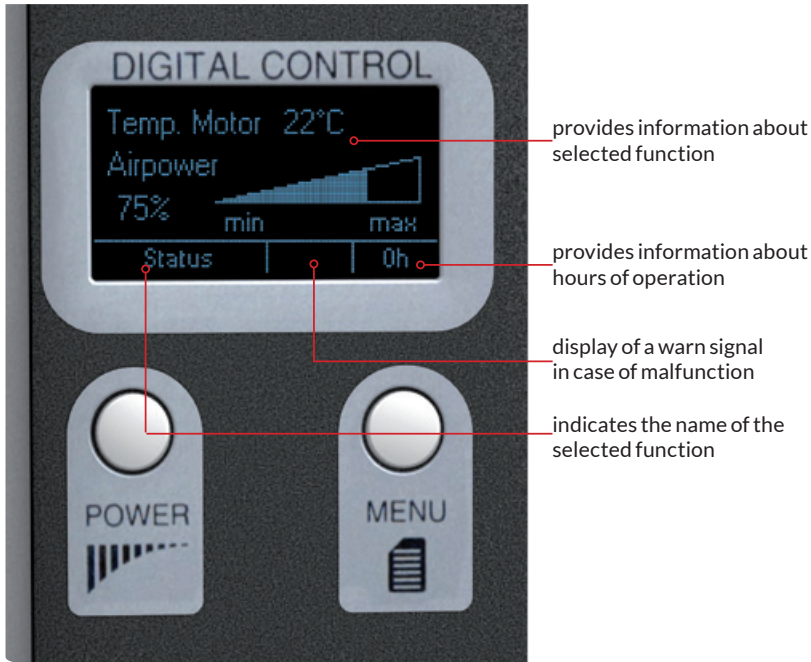 DIGITAL CONTROL
Temp. Motor 22°C
Airpower
75%
min max
Status 0h
provides information about
selected function
provides information about
hours of operation
display of a warn signal
in case of malfunction
indicates the name of the
selected function
POWER MENU